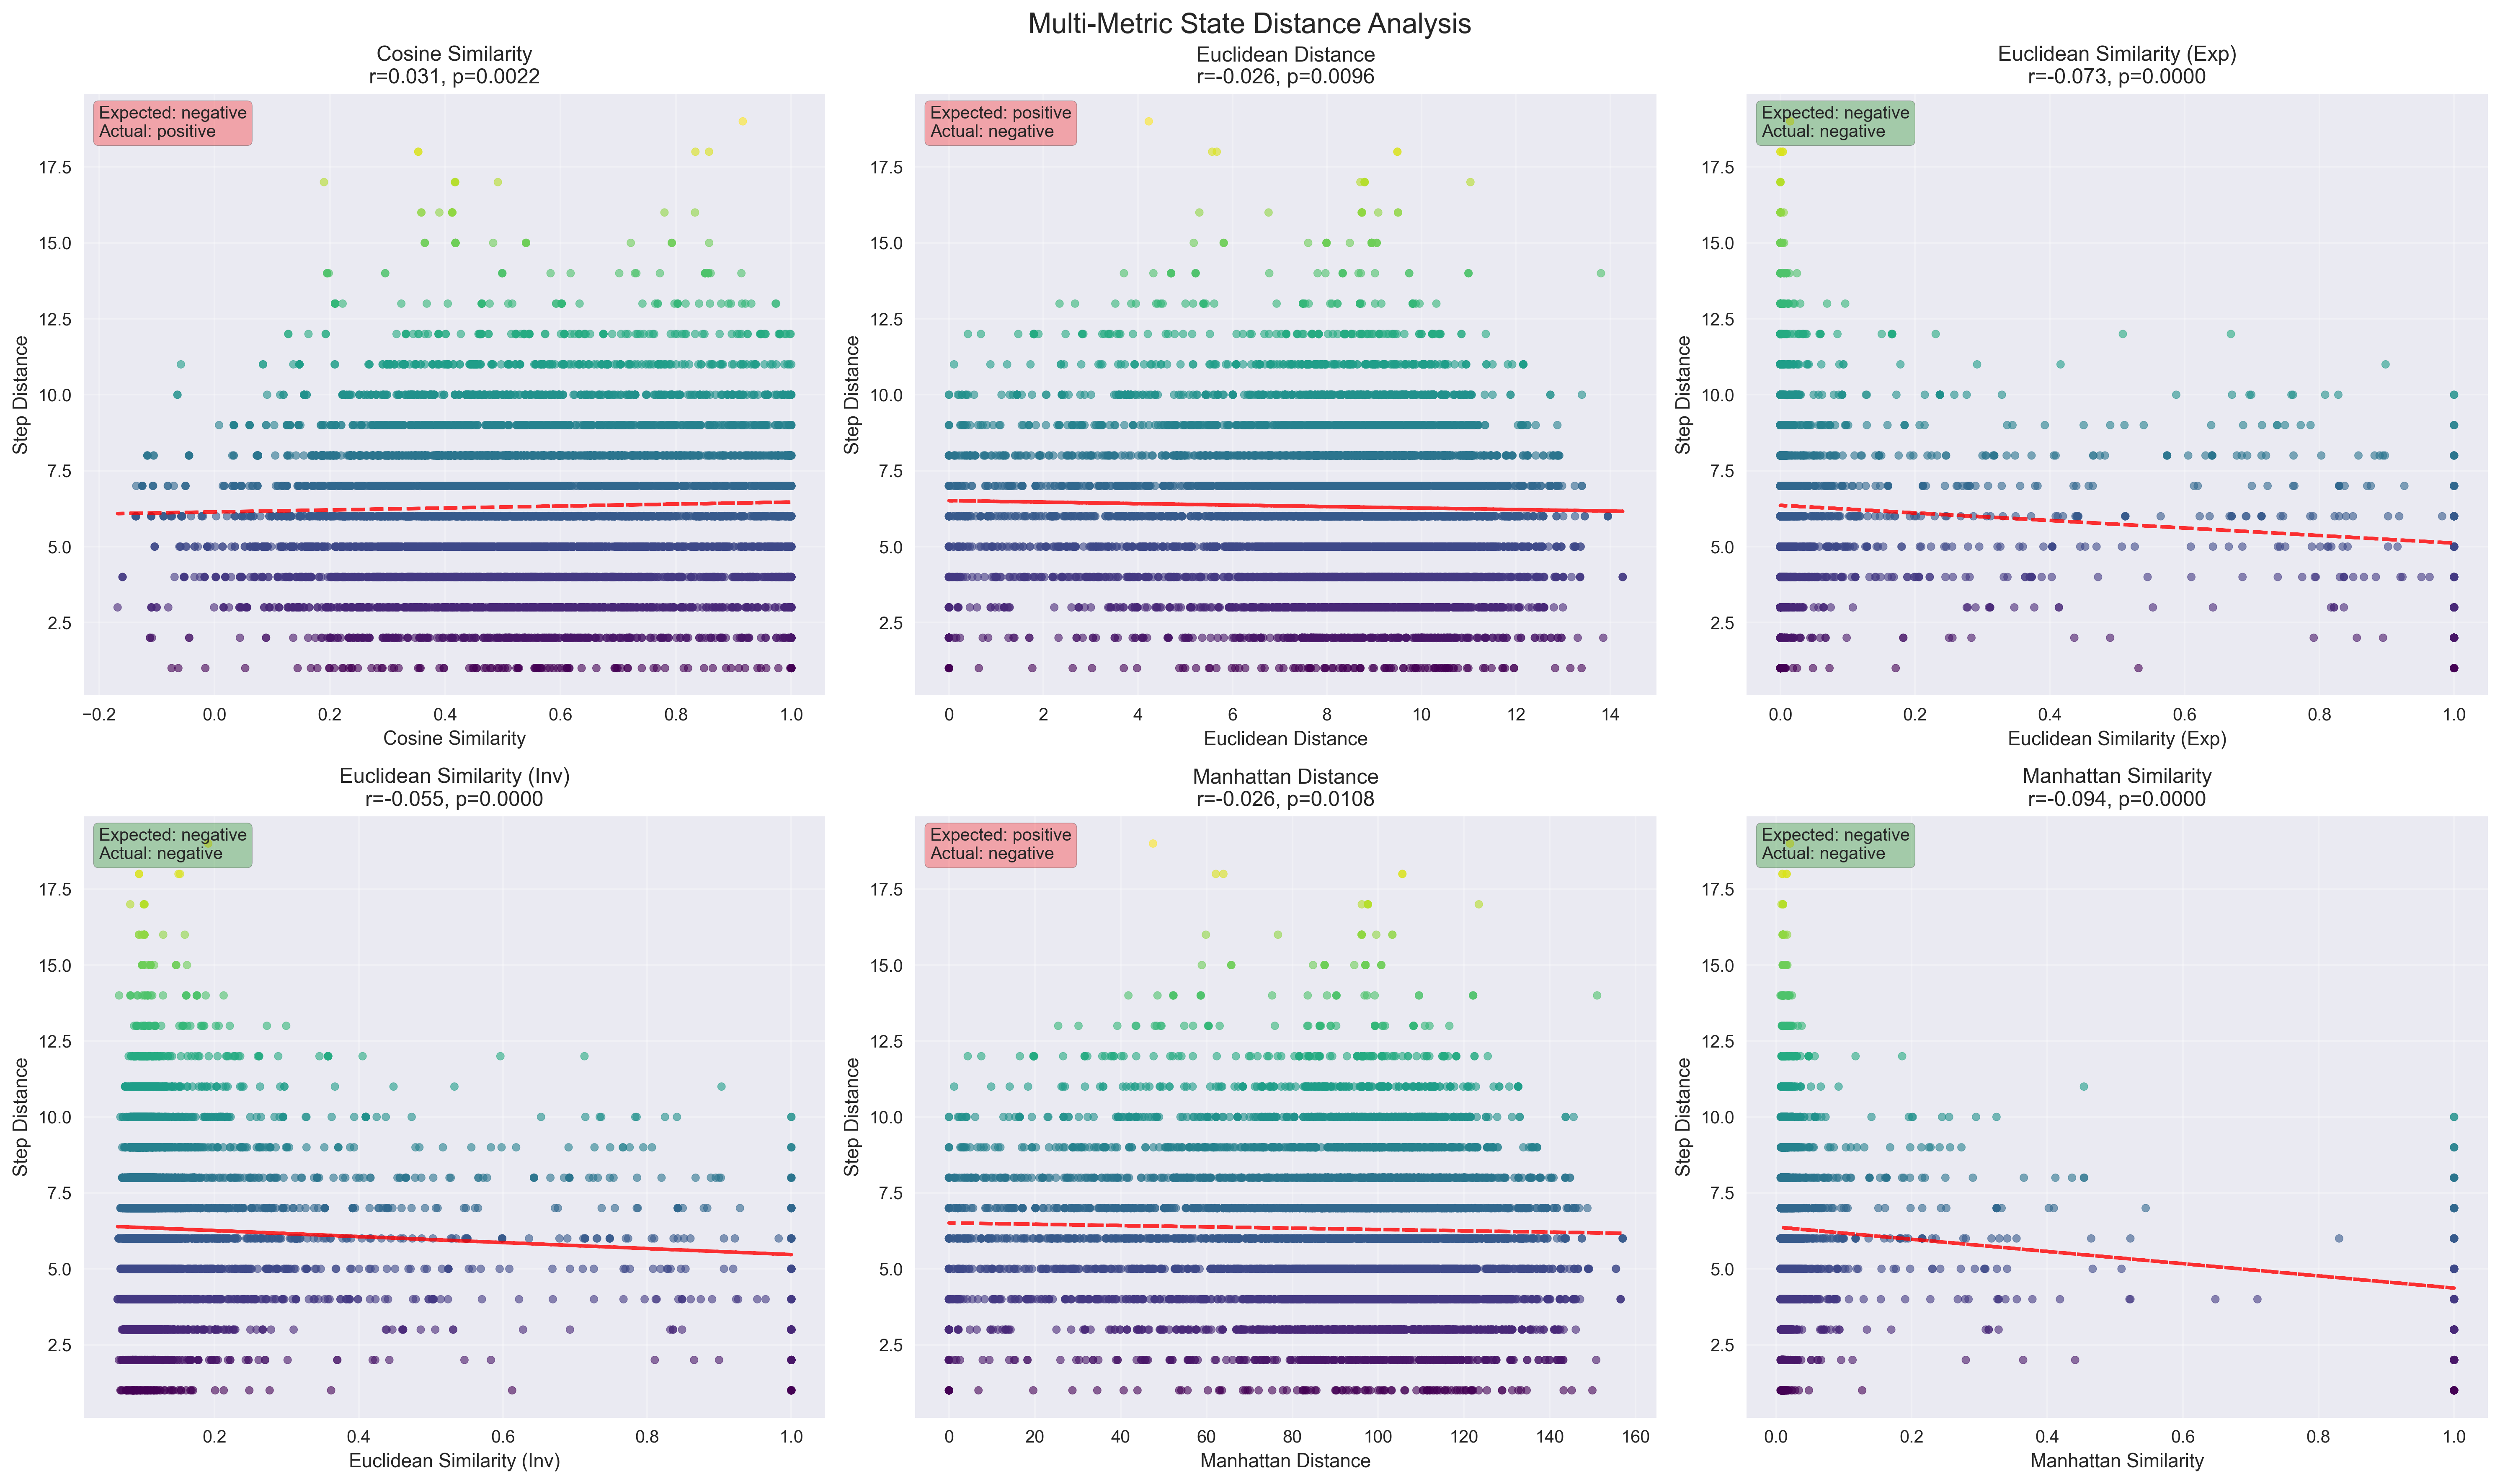 Multi-Metric State Distance Analysis
Cosine Similarity
r=0.031, p=0.0022
Expected: negative
Actual: positive
Step Distance
17.5
15.0
12.5
10.0
7.5
5.0
2.5
−0.2 0.0 0.2 0.4 0.6 0.8 1.0
Cosine Similarity
Euclidean Distance
r=-0.026, p=0.0096
Expected: positive
Actual: negative
Step Distance
17.5
15.0
12.5
10.0
7.5
5.0
2.5
0 2 4 6 8 10 12 14
Euclidean Distance
Euclidean Similarity (Exp)
r=-0.073, p=0.0000
Expected: negative
Actual: negative
Step Distance
17.5
15.0
12.5
10.0
7.5
5.0
2.5
0.0 0.2 0.4 0.6 0.8 1.0
Euclidean Similarity (Exp)
Euclidean Similarity (Inv)
r=-0.055, p=0.0000
Expected: negative
Actual: negative
Step Distance
17.5
15.0
12.5
10.0
7.5
5.0
2.5
0.2 0.4 0.6 0.8 1.0
Euclidean Similarity (Inv)
Manhattan Distance
r=-0.026, p=0.0108
Expected: positive
Actual: negative
Step Distance
17.5
15.0
12.5
10.0
7.5
5.0
2.5
0 20 40 60 80 100 120 140 160
Manhattan Distance
Manhattan Similarity
r=-0.094, p=0.0000
Expected: negative
Actual: negative
Step Distance
17.5
15.0
12.5
10.0
7.5
5.0
2.5
0.0 0.2 0.4 0.6 0.8 1.0
Manhattan Similarity